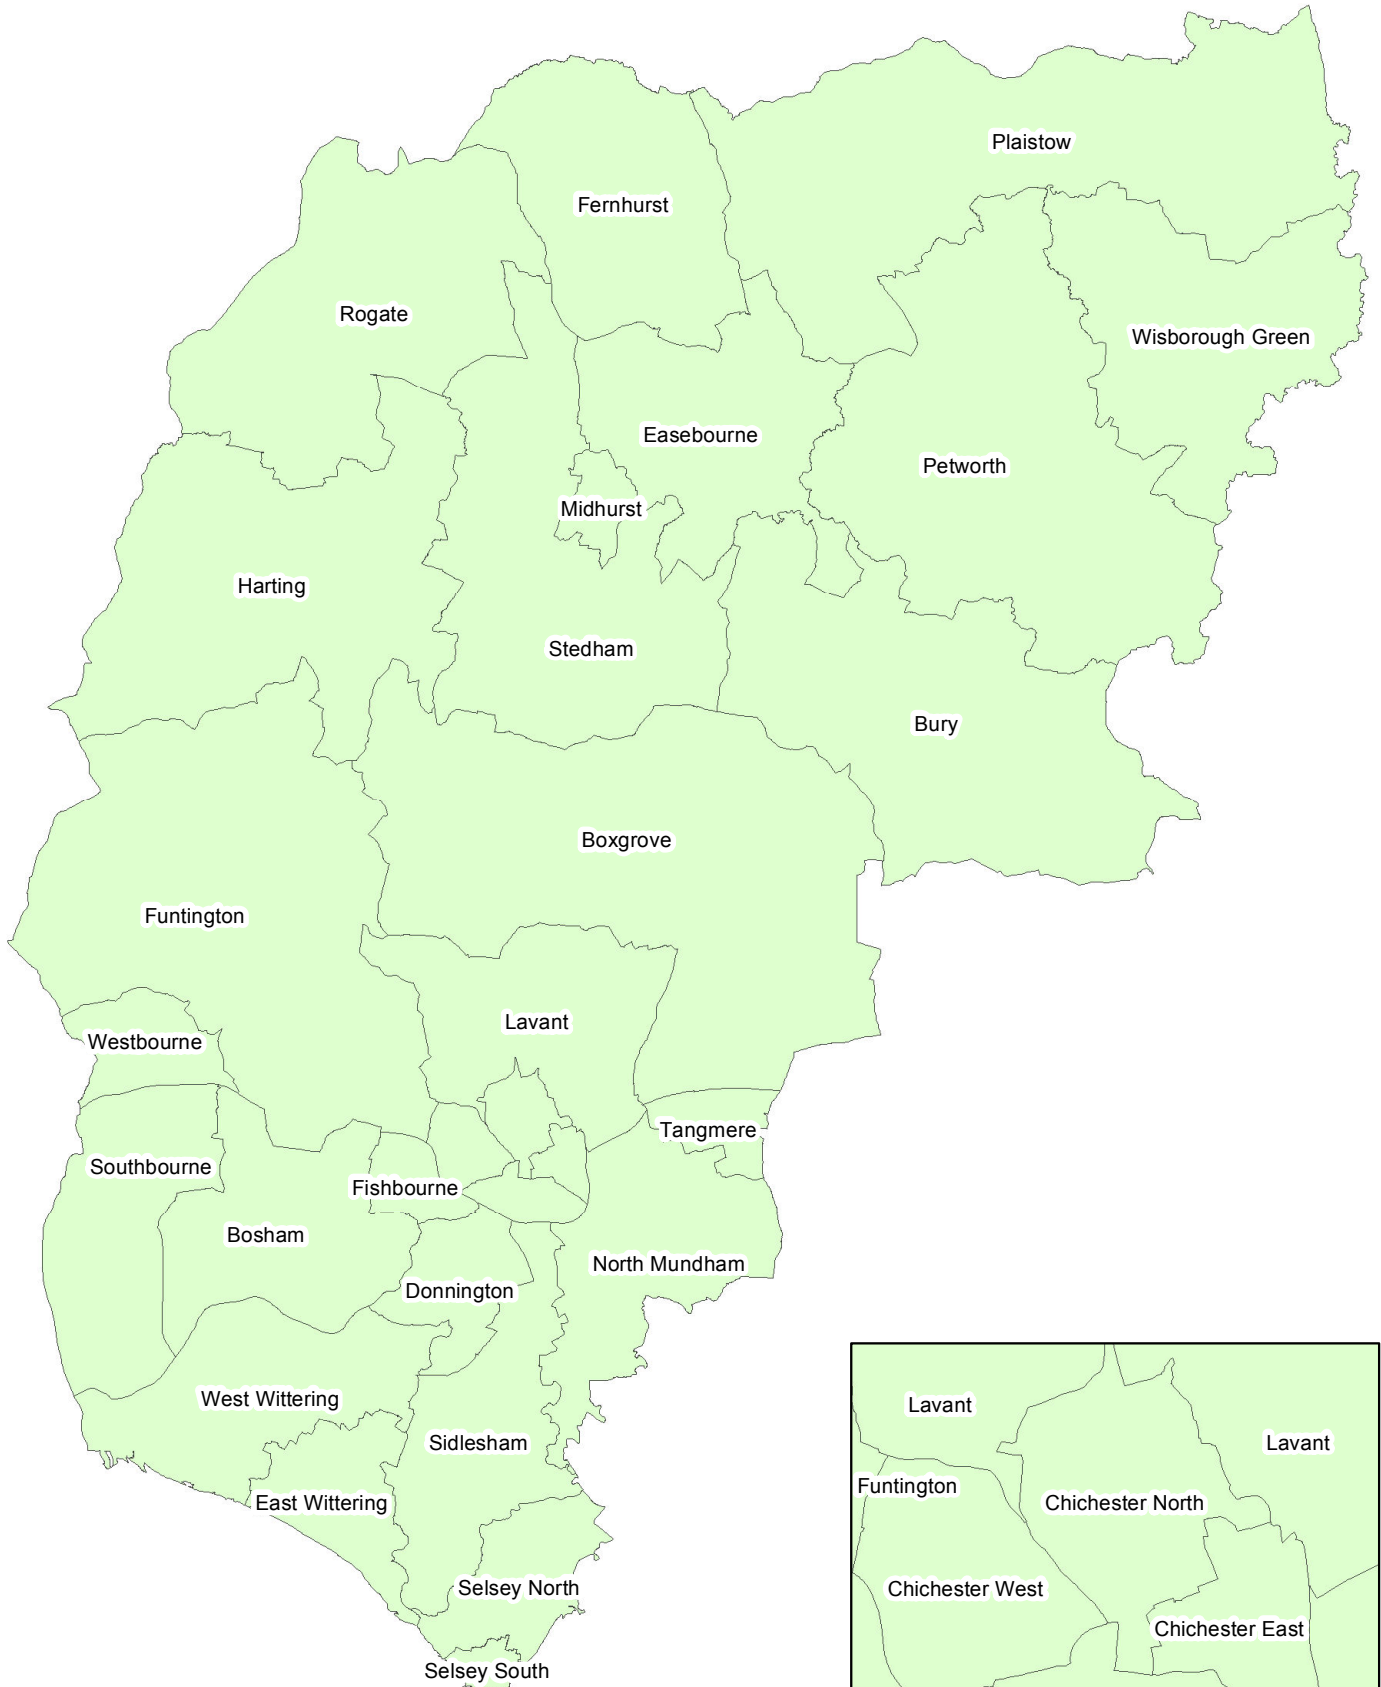 Plaistow
Fernhurst
Rogate
Wisborough Green
Easebourne
Petworth
Midhurst
Harting
Stedham
Bury
Boxgrove
Funtington
Lavant
Westbourne
Tangmere
Southbourne
Fishbourne
Bosham
North Mundham
Donnington
West Wittering
Sidlesham
East Wittering
Selsey North
Selsey South
Lavant
Lavant
Funtington
Chichester North
Chichester West
Chichester East